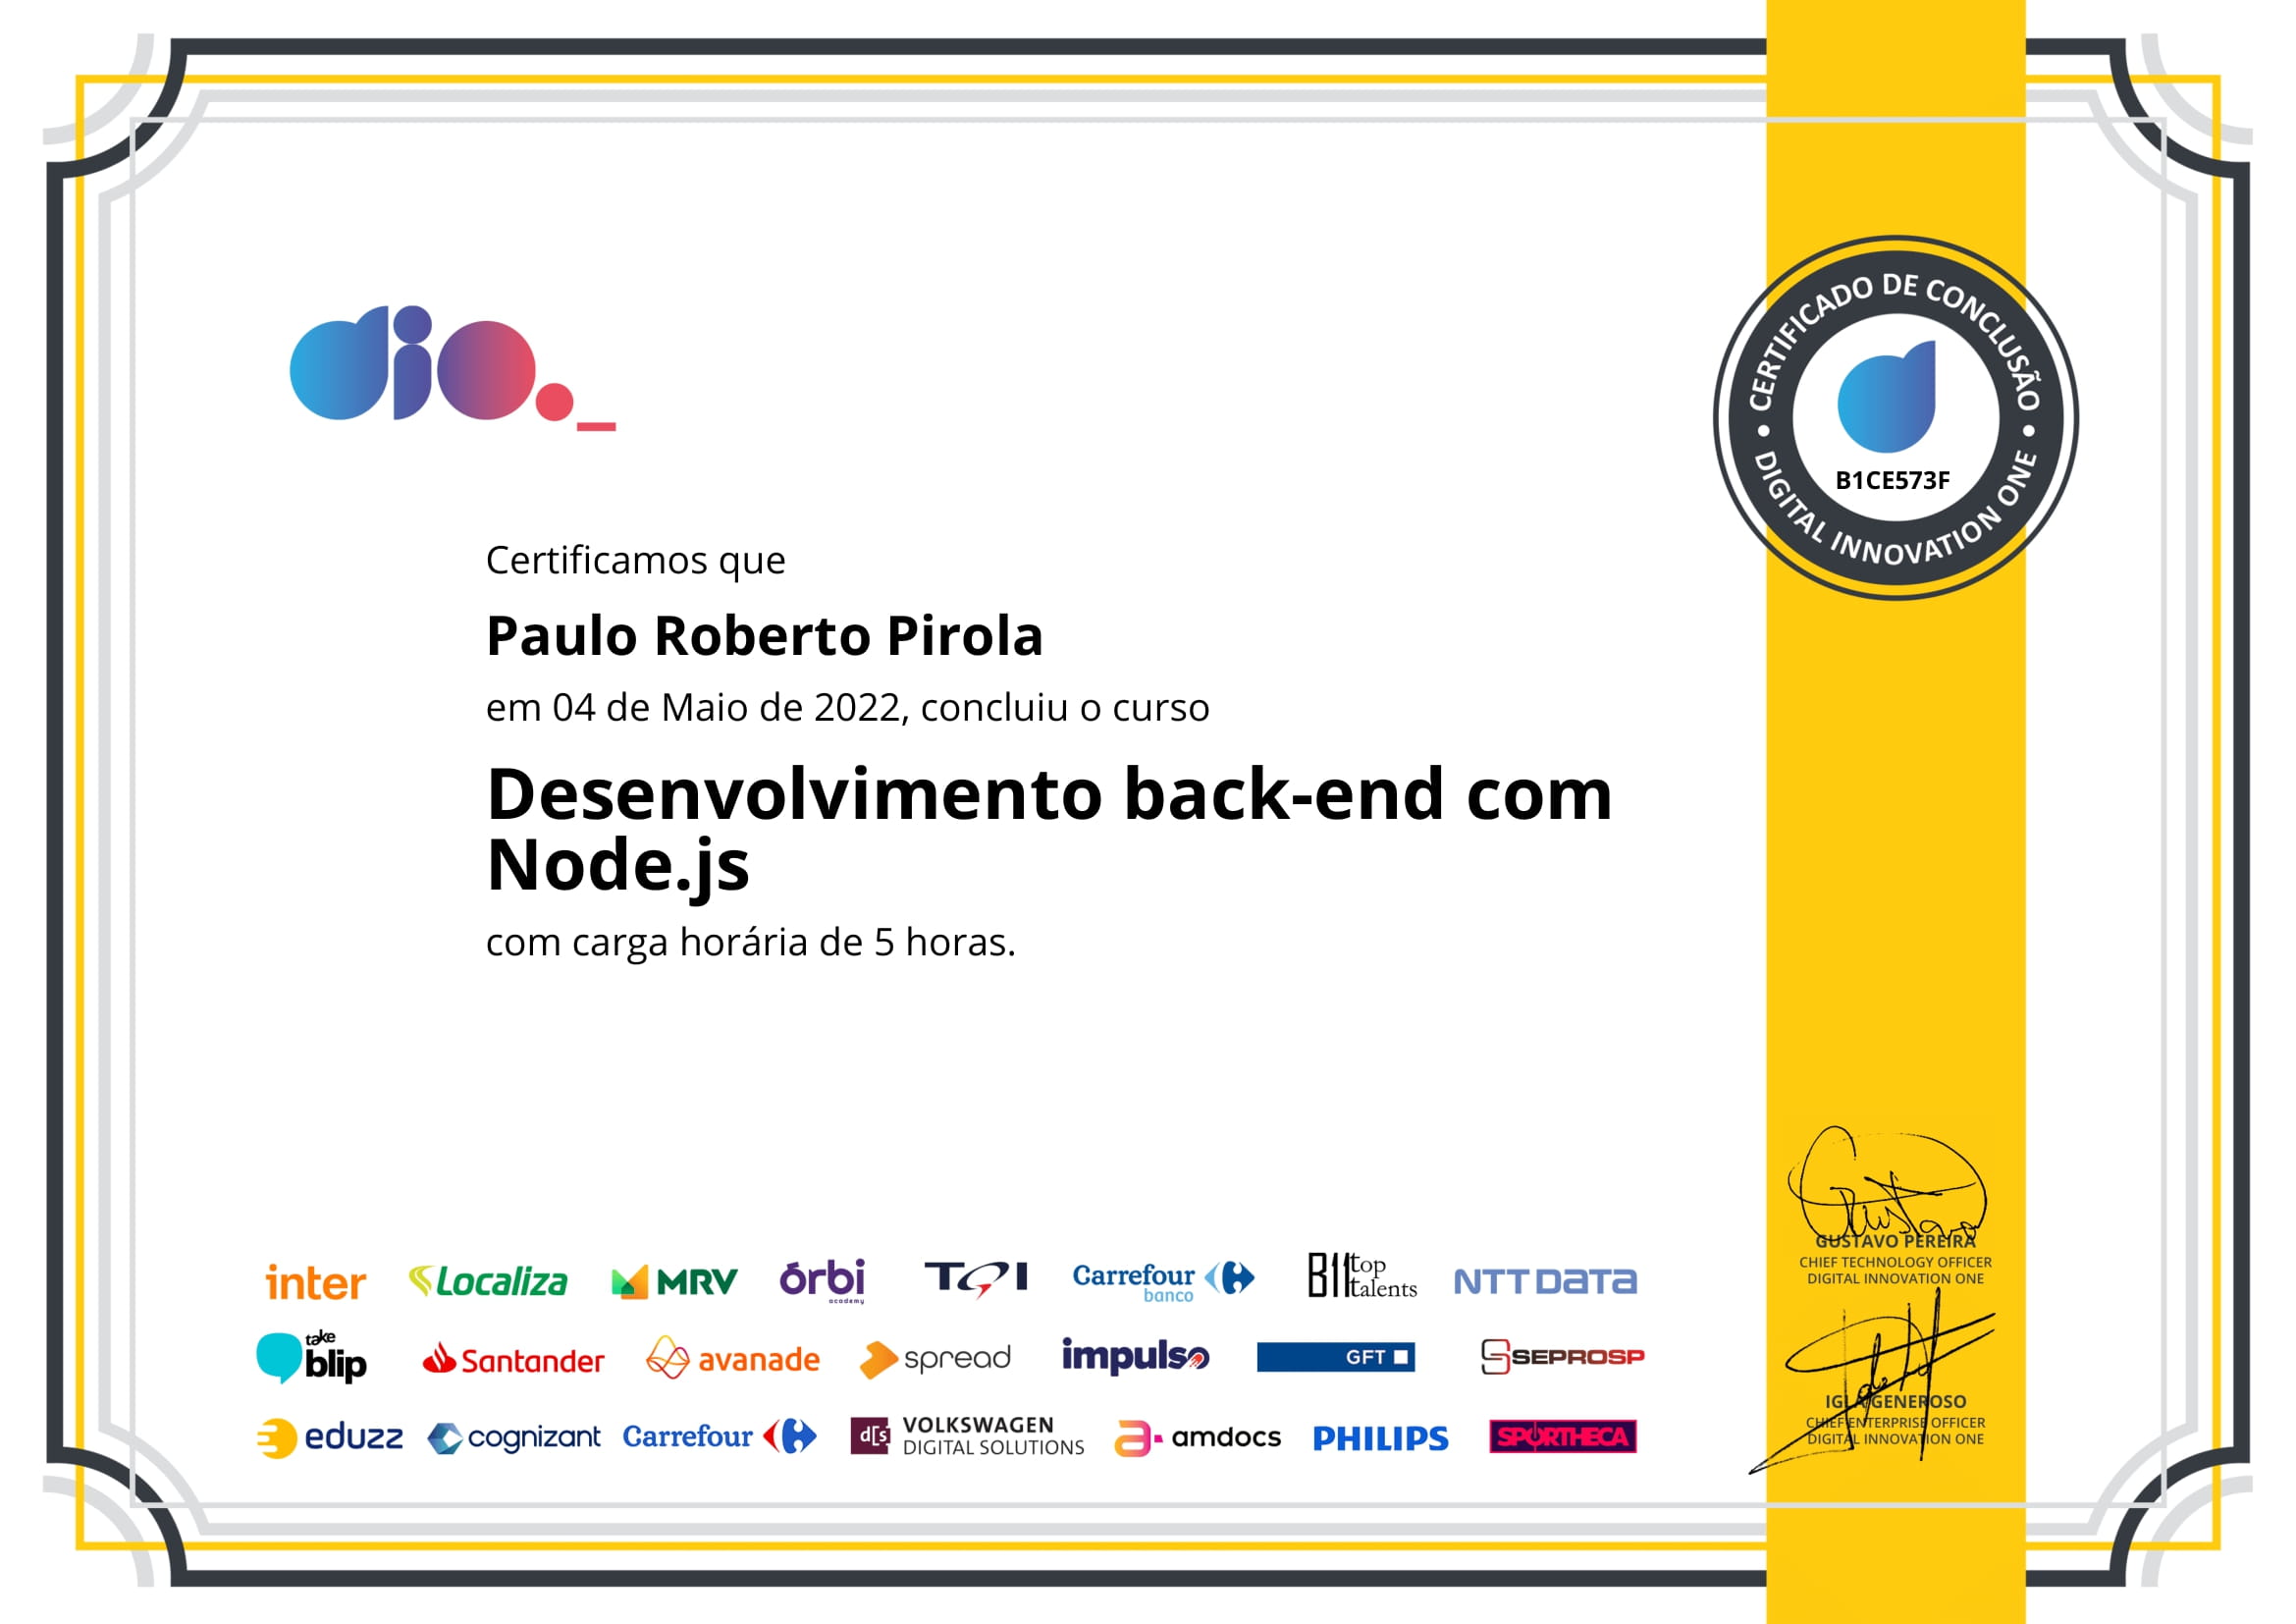 dio._
CERTIFICADO DE CONCLUSÃO
B1CE573F
DIGITAL INNOVATION ONE
Certificamos que
Paulo Roberto Pirola
em 04 de Maio de 2022, concluiu o curso
Desenvolvimento back-end com
Node.js
com carga horária de 5 horas.
Gustavo
GUSTAVO PEREIRA
CHIEF TECHNOLOGY OFFICER
DIGITAL INNOVATION ONE
inter Localiza MRV órbi academy TQI Carrefour banco B11 top talents NTT DATA
take blip Santander avanade spread impulso GFT SEPROSP
IGLÁ GENEROSO
CHIEF ENTERPRISE OFFICER
DIGITAL INNOVATION ONE
eduzz cognizant Carrefour d[s] VOLKSWAGEN DIGITAL SOLUTIONS a amdocs PHILIPS SPORTHECA